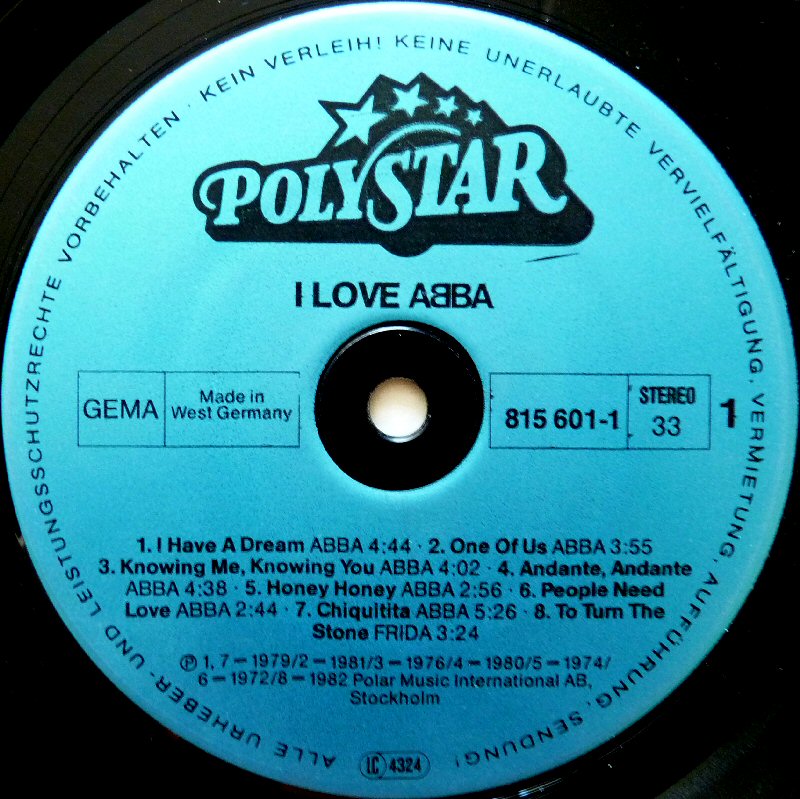 ALLE URHEBER- UND LEISTUNGSSCHUTZRECHTE VORBEHALTEN · KEIN VERLEIH! KEINE UNERLAUBTE VERVIELFÄLTIGUNG, VERMIETUNG, AUFFÜHRUNG, SENDUNG!
POLYSTAR
I LOVE ABBA
GEMA
Made in
West Germany
815 601-1
STEREO
33
1
1. I Have A Dream ABBA 4:44 · 2. One Of Us ABBA 3:55
3. Knowing Me, Knowing You ABBA 4:02 · 4. Andante, Andante
ABBA 4:38 · 5. Honey Honey ABBA 2:56 · 6. People Need
Love ABBA 2:44 · 7. Chiquitita ABBA 5:26 · 8. To Turn The
Stone FRIDA 3:24
Ⓟ 1, 7 – 1979/2 – 1981/3 – 1976/4 – 1980/5 – 1974/
6 – 1972/8 – 1982 Polar Music International AB,
Stockholm
LC 4324